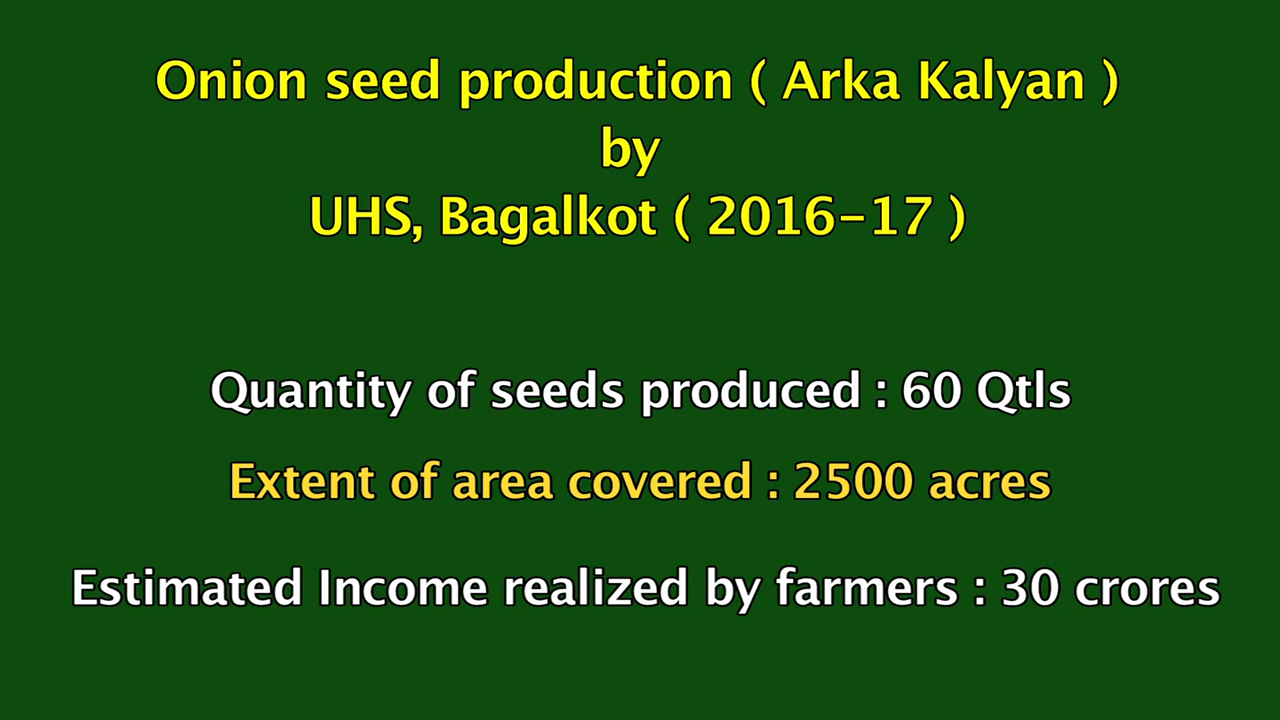 Onion seed production ( Arka Kalyan )
by
UHS, Bagalkot ( 2016-17 )
Quantity of seeds produced : 60 Qtls
Extent of area covered : 2500 acres
Estimated Income realized by farmers : 30 crores